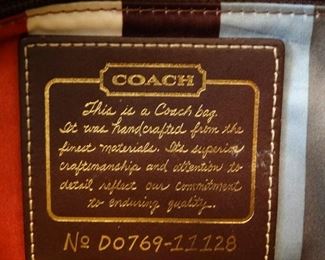 COACH
This is a Coach bag.
It was handcrafted from the
finest materials. Its superior
craftsmanship and attention to
detail reflect our commitment
to enduring quality.
No D0769-11128